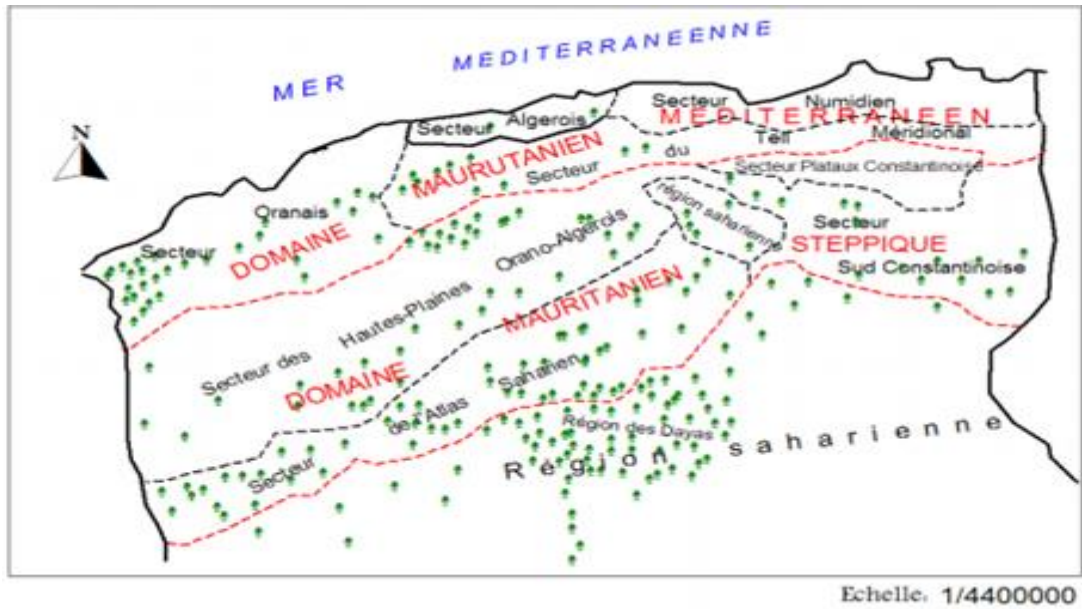 MER MEDITERRANEENNE
N
Secteur Algerois
Secteur Numidien
MEDITERRANEEN
Secteur du Tell Méridional
MAURUTANIEN
Secteur Plataux Constantinoise
Secteur Oranais
DOMAINE
région saharienne
Secteur
STEPPIQUE
Sud Constantinoise
Secteur des Hautes-Plaines Orano-Algerois
MAURITANIEN
DOMAINE
Secteur de l'Atlas Sahahen
Région des Dayas
Région saharienne
Echelle. 1/4400000